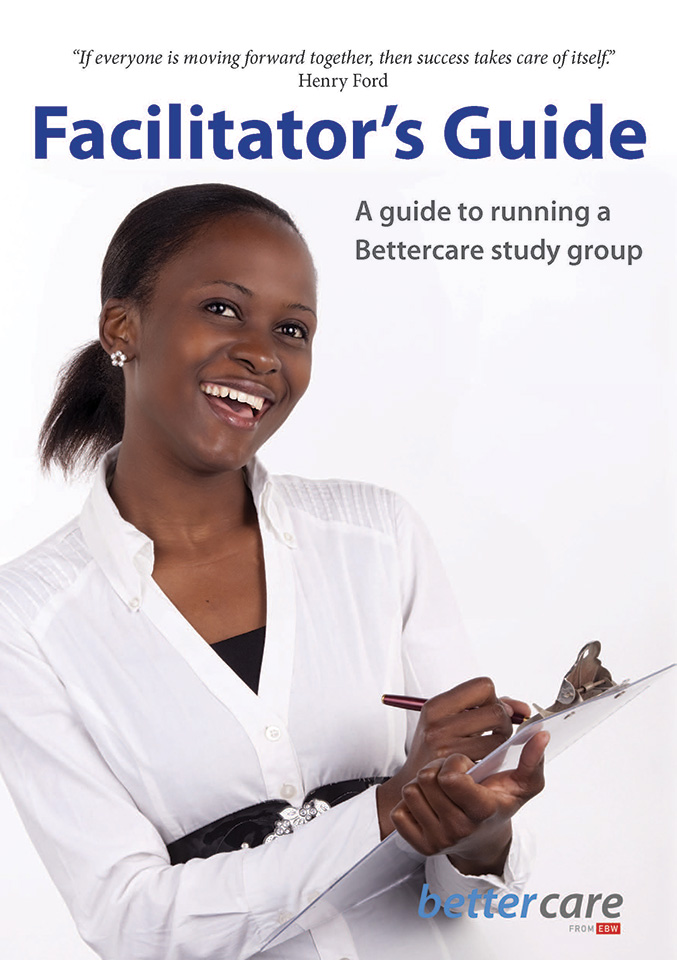 “If everyone is moving forward together, then success takes care of itself.”
Henry Ford
Facilitator’s Guide
A guide to running a
Bettercare study group
bettercare
FROM EBW